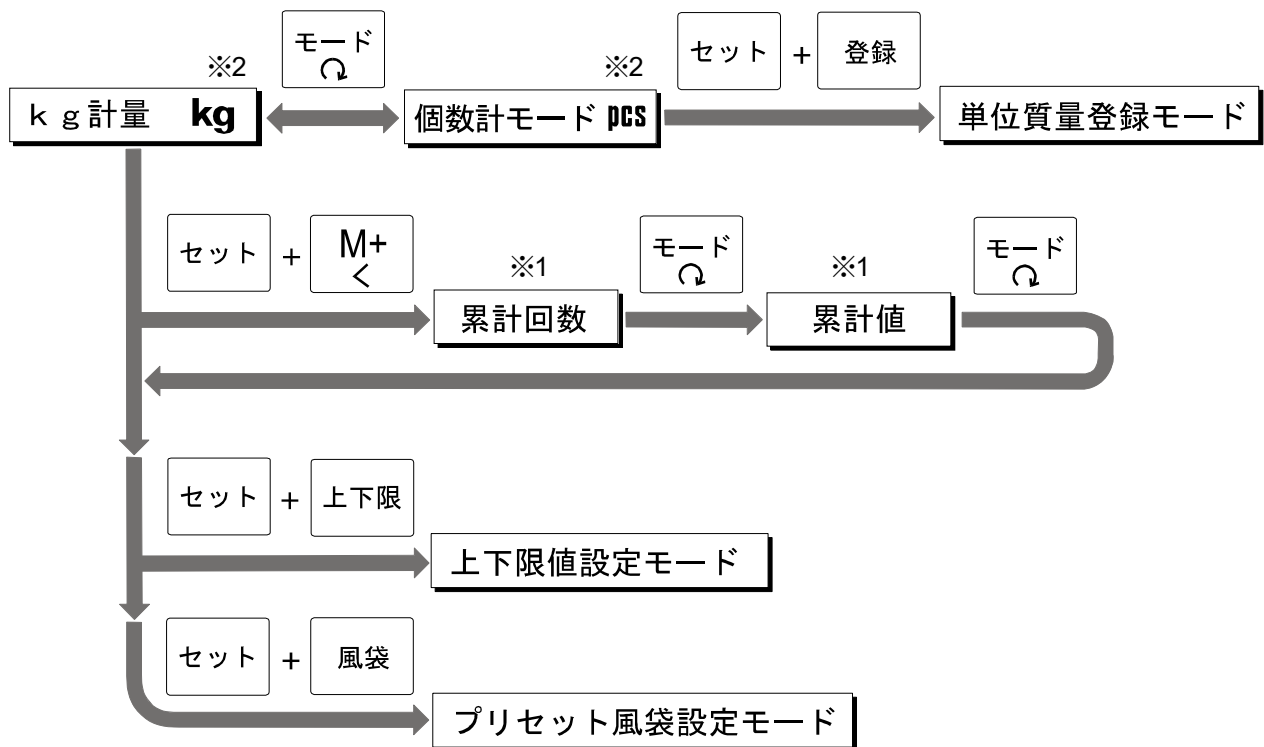 モード
※2
※2
セット + 登録
ｋｇ計量 kg
個数計モード pcs
単位質量登録モード
セット + M+
<
※1
モード
※1
モード
累計回数
累計値
セット + 上下限
上下限値設定モード
セット + 風袋
プリセット風袋設定モード